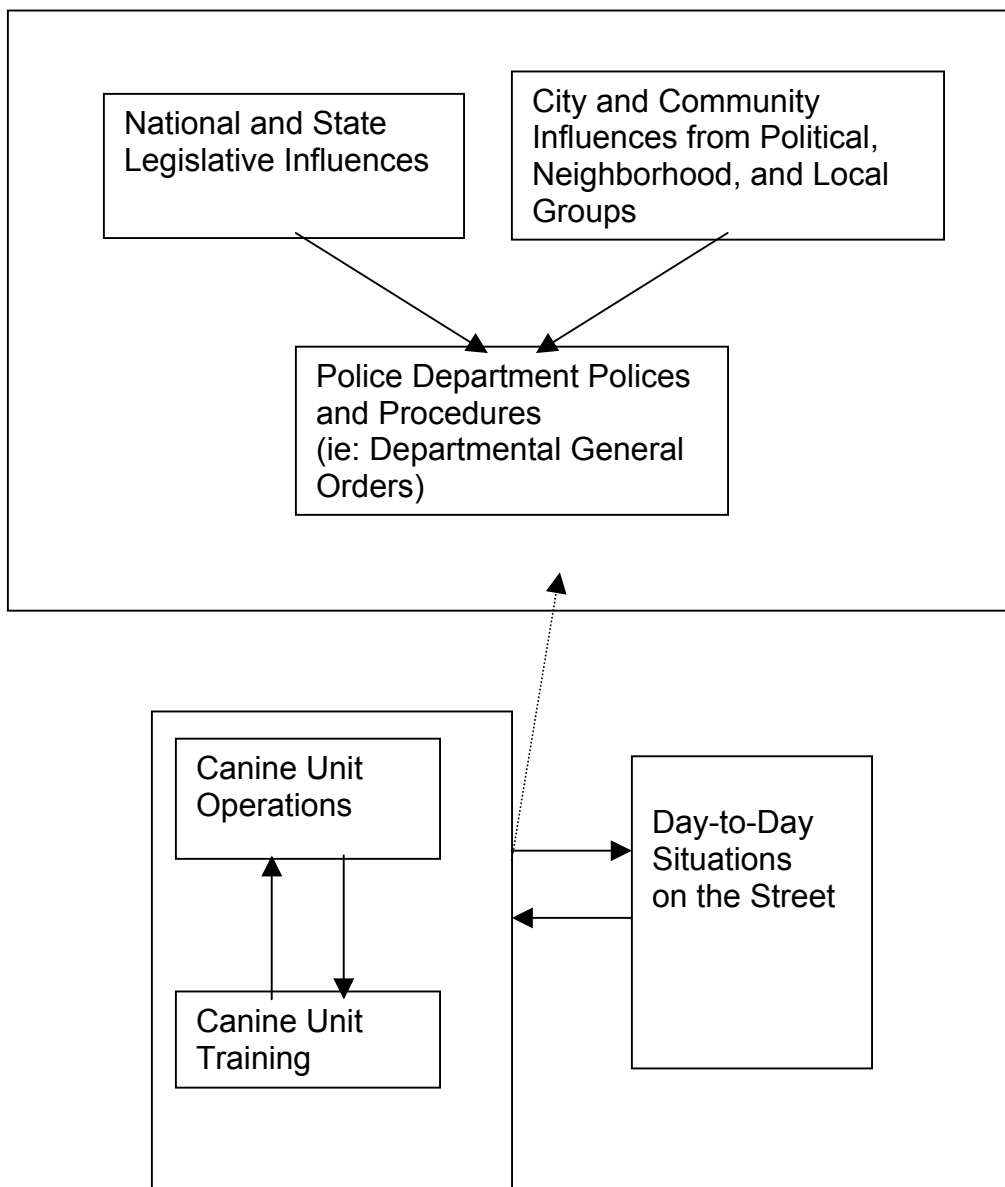 National and State
Legislative Influences
City and Community
Influences from Political,
Neighborhood, and Local
Groups
Police Department Polices
and Procedures
(ie: Departmental General
Orders)
Canine Unit
Operations
Day-to-Day
Situations
on the Street
Canine Unit
Training